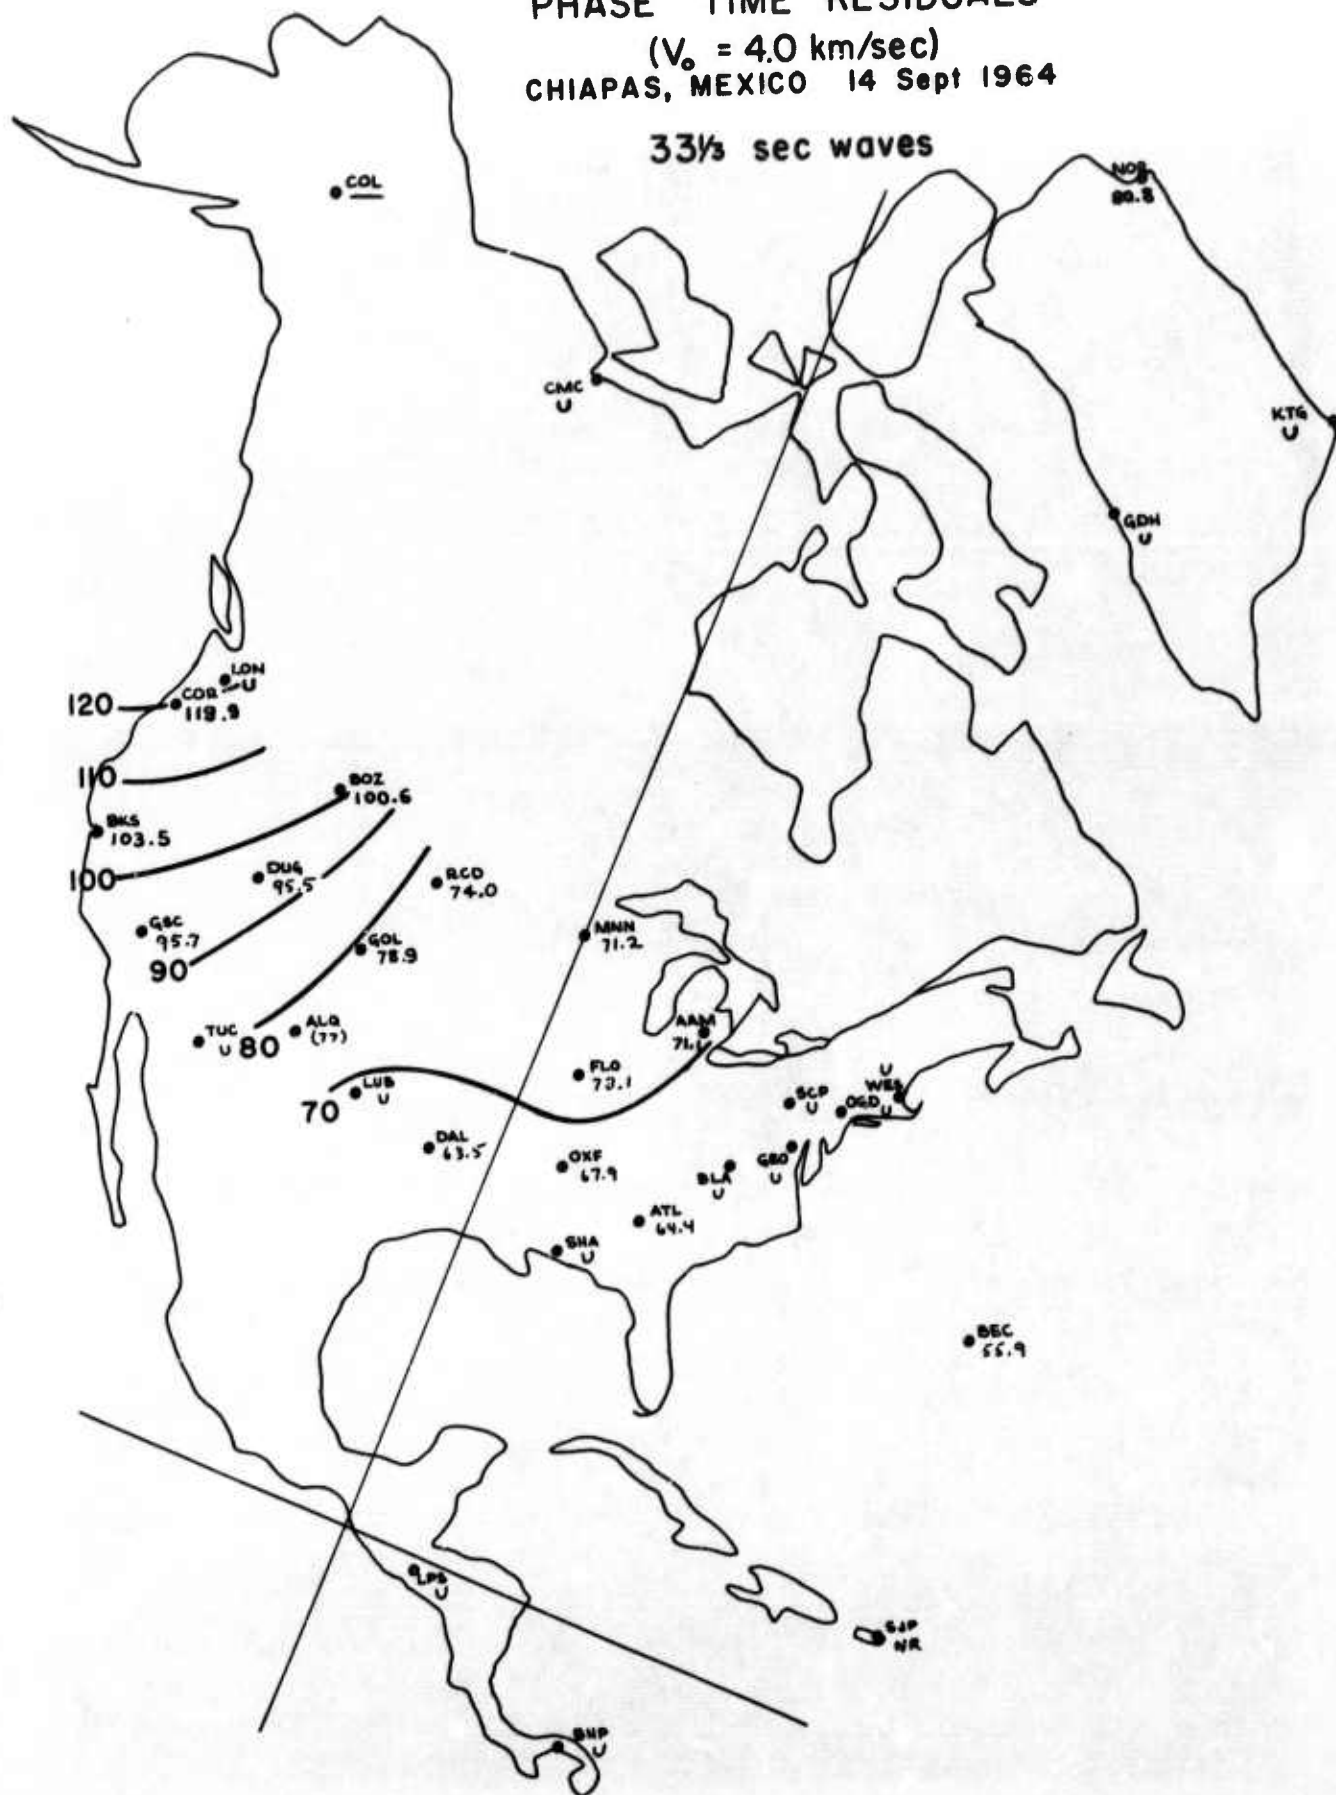 PHASE TIME RESIDUALS
(V₀ = 4.0 km/sec)
CHIAPAS, MEXICO 14 Sept 1964
33⅓ sec waves
COL
NOR
80.8
CMC
U
KTG
U
GDH
U
LON
U
COR
119.9
120
110
BOZ
100.6
BKS
103.5
100
DUG
95.5
RCD
74.0
GSC
95.7
90
GOL
78.9
MNN
71.2
TUC
U
80
ALQ
(77)
AAM
71.1
FLO
73.1
LUB
U
70
SCP
U
OGD
U
WES
U
DAL
63.5
OXF
67.9
BLA
U
GEO
U
ATL
64.4
SHA
U
BEC
55.9
LPS
U
SJP
NR
BHP
U